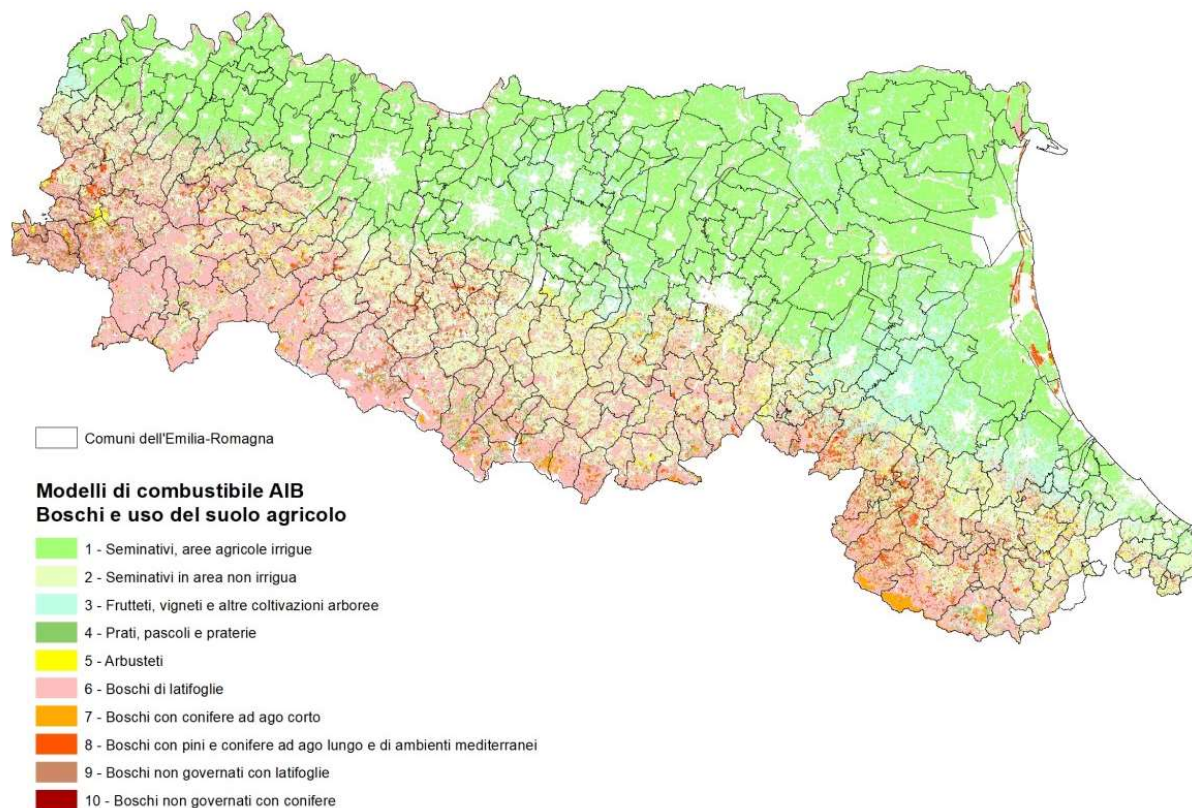 Comuni dell'Emilia-Romagna
Modelli di combustibile AIB
Boschi e uso del suolo agricolo
1 - Seminativi, aree agricole irrigue
2 - Seminativi in area non irrigua
3 - Frutteti, vigneti e altre coltivazioni arboree
4 - Prati, pascoli e praterie
5 - Arbusteti
6 - Boschi di latifoglie
7 - Boschi con conifere ad ago corto
8 - Boschi con pini e conifere ad ago lungo e di ambienti mediterranei
9 - Boschi non governati con latifoglie
10 - Boschi non governati con conifere